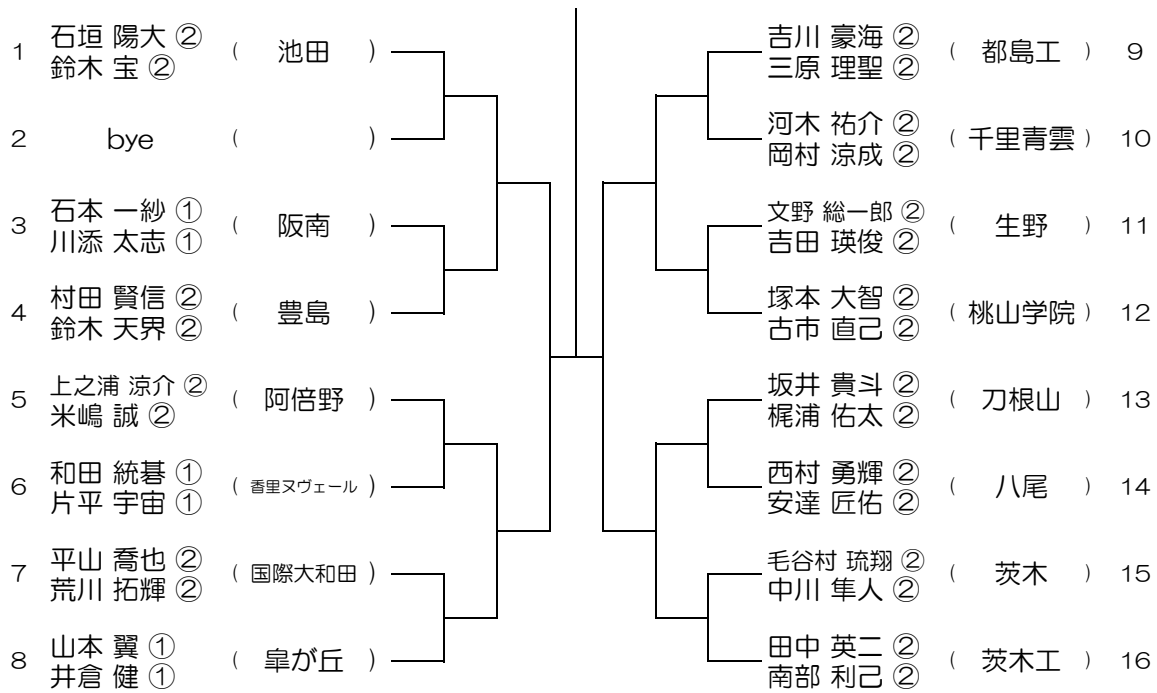 1 石垣 陽大 ② ( 池田 )
鈴木 宝 ②
2 bye ( )
3 石本 一紗 ① ( 阪南 )
川添 太志 ①
4 村田 賢信 ② ( 豊島 )
鈴木 天界 ②
5 上之浦 涼介 ② ( 阿倍野 )
米嶋 誠 ②
6 和田 統碁 ① ( 香里ヌヴェール )
片平 宇宙 ①
7 平山 喬也 ② ( 国際大和田 )
荒川 拓輝 ②
8 山本 翼 ① ( 皐が丘 )
井倉 健 ①
吉川 豪海 ② ( 都島工 ) 9
三原 理聖 ②
河木 祐介 ② ( 千里青雲 ) 10
岡村 涼成 ②
文野 総一郎 ② ( 生野 ) 11
吉田 瑛俊 ②
塚本 大智 ② ( 桃山学院 ) 12
古市 直己 ②
坂井 貴斗 ② ( 刀根山 ) 13
梶浦 佑太 ②
西村 勇輝 ② ( 八尾 ) 14
安達 匠佑 ②
毛谷村 琉翔 ② ( 茨木 ) 15
中川 隼人 ②
田中 英二 ② ( 茨木工 ) 16
南部 利己 ②